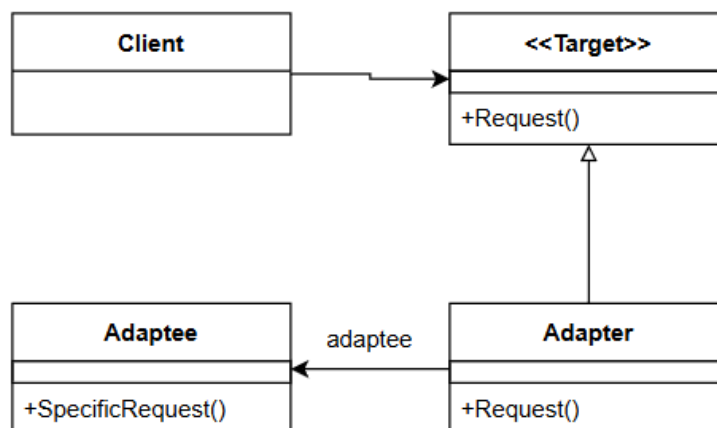 Client
<<Target>>
+Request()
Adaptee
adaptee
Adapter
+SpecificRequest()
+Request()